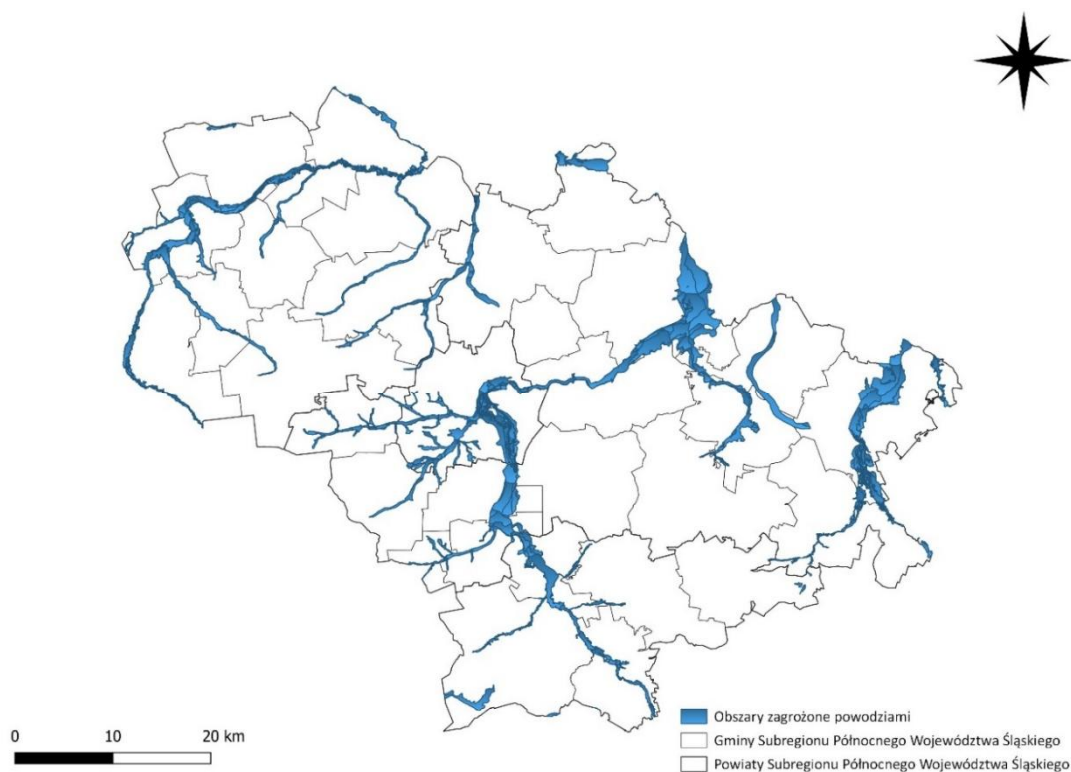 Obszary zagrożone powodziami
Gminy Subregionu Północnego Województwa Śląskiego
Powiaty Subregionu Północnego Województwa Śląskiego
0 10 20 km